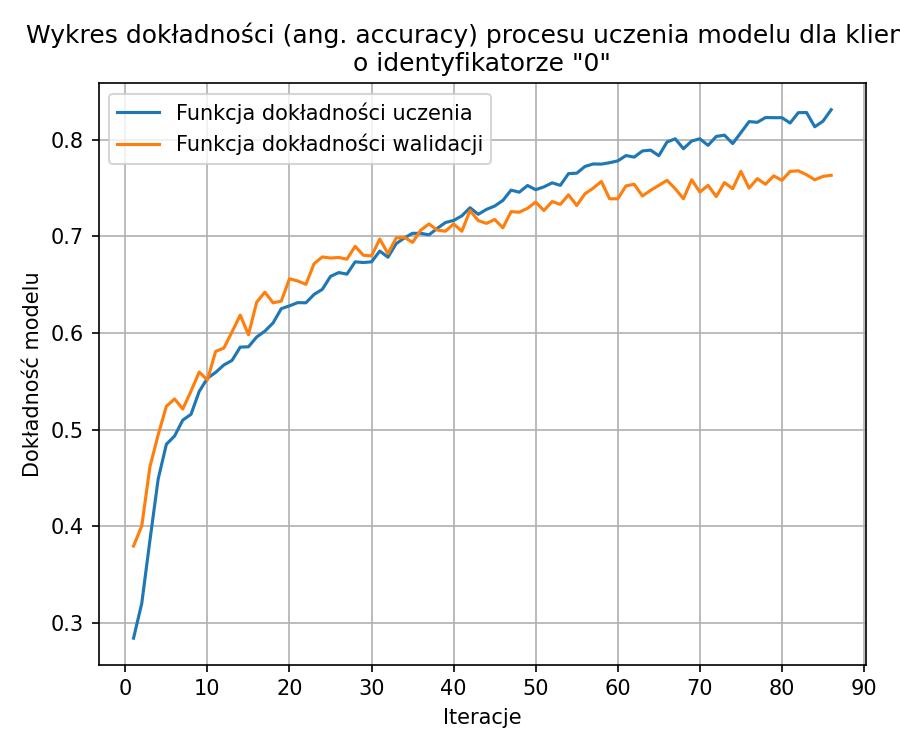 Wykres dokładności (ang. accuracy) procesu uczenia modelu dla
o identyfikatorze "0"
Funkcja dokładności uczenia
Funkcja dokładności walidacji
0.8
0.7
0.6
0.5
0.4
0.3
Dokładność modelu
0 10 20 30 40 50 60 70 80 90
Iteracje